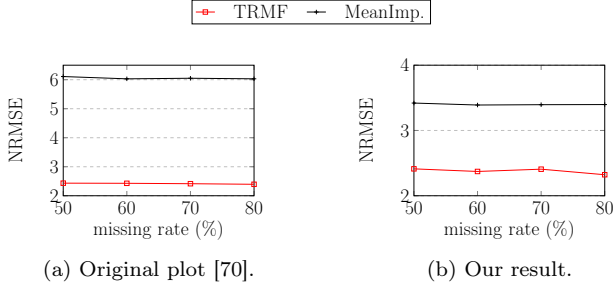 TRMF MeanImp.
6
5
4
3
2
50 60 70 80
NRMSE
missing rate (%)
(a) Original plot [70].
4
3
2
50 60 70 80
NRMSE
missing rate (%)
(b) Our result.